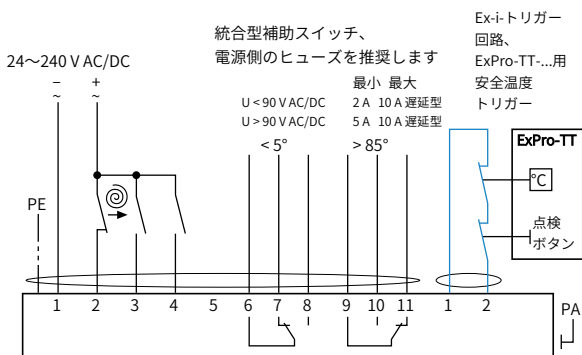 統合型補助スイッチ、
電源側のヒューズを推奨します
Ex-i-トリガー
回路、
ExPro-TT-...用
安全温度
トリガー
24～240 V AC/DC
− +
~ ~
最小 最大
U < 90 V AC/DC 2 A 10 A 遅延型
U > 90 V AC/DC 5 A 10 A 遅延型
< 5° > 85°
ExPro-TT
°C
点検
ボタン
PE
1 2 3 4 5 6 7 8 9 10 11 1 2
PA